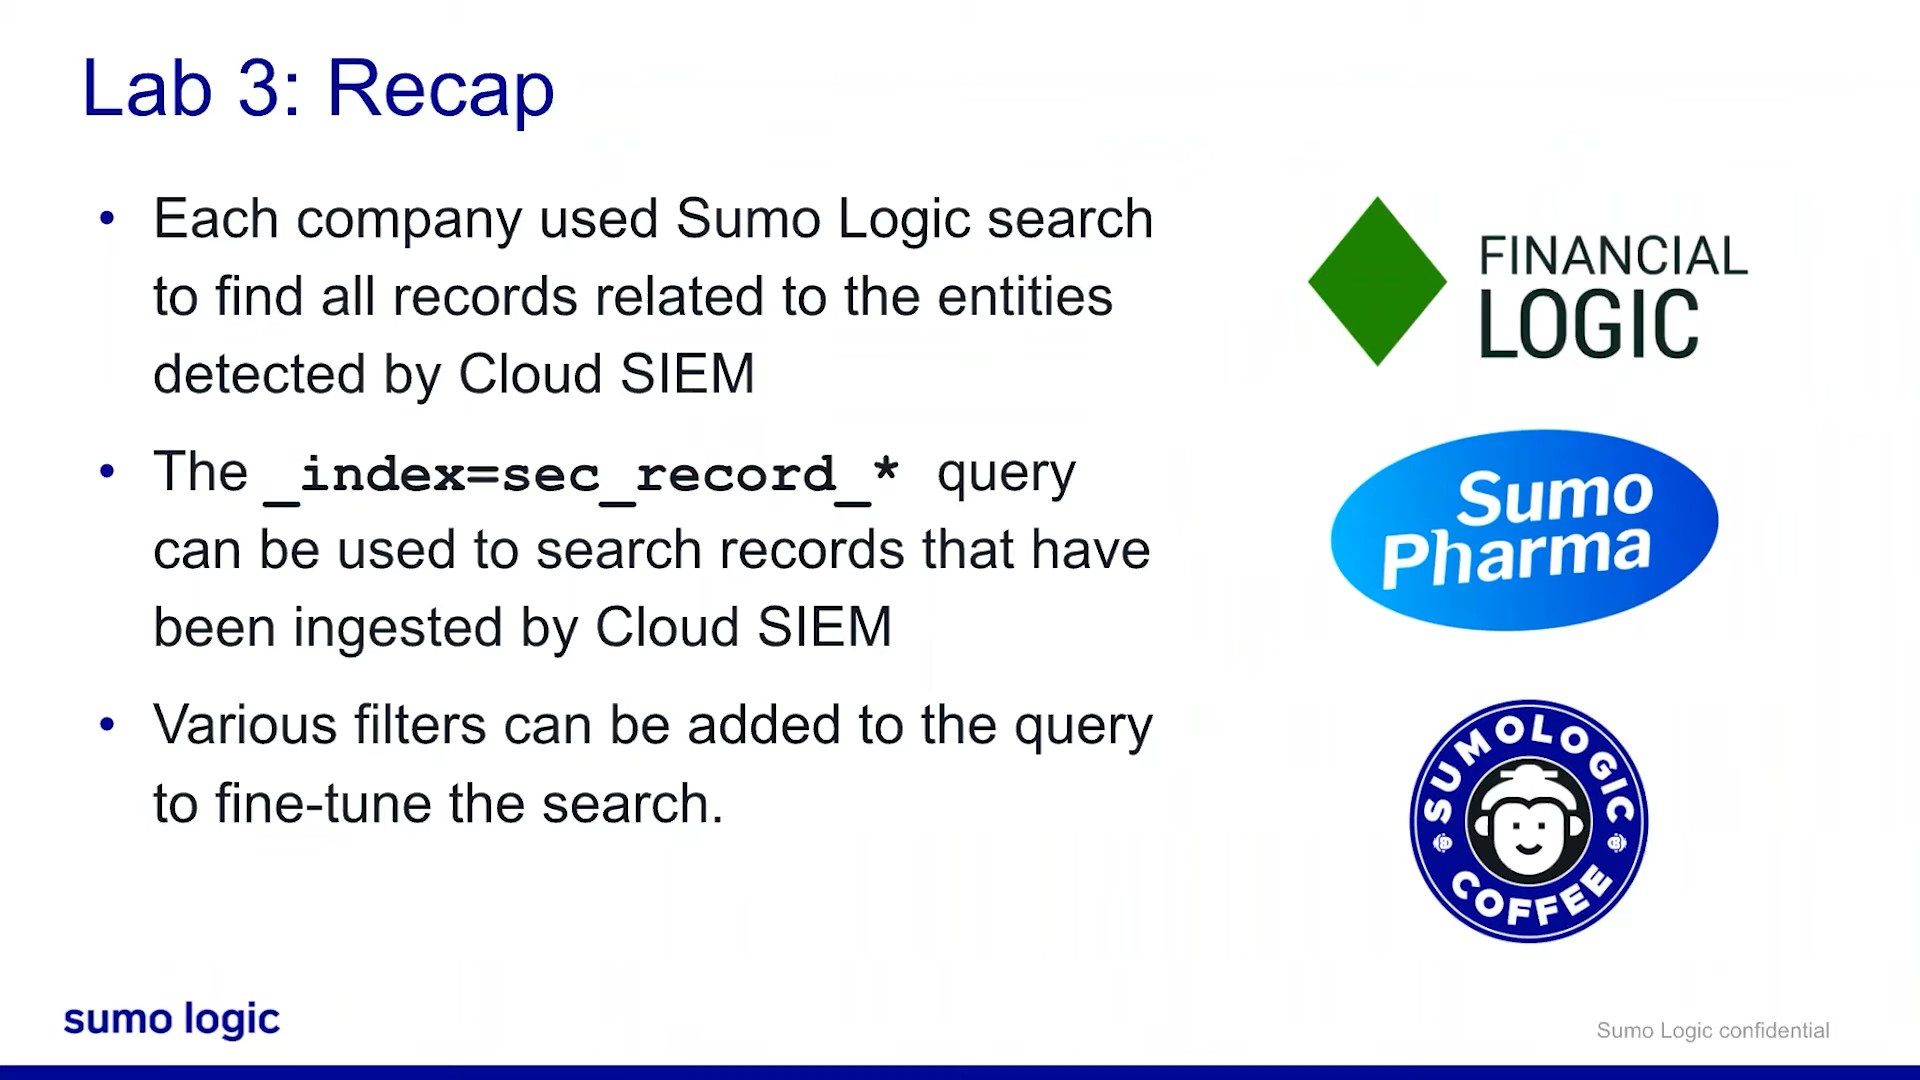 Lab 3: Recap
• Each company used Sumo Logic search
to find all records related to the entities
detected by Cloud SIEM
• The _index=sec_record_* query
can be used to search records that have
been ingested by Cloud SIEM
• Various filters can be added to the query
to fine-tune the search.
FINANCIAL
LOGIC
Sumo
Pharma
SUMOLOGIC
COFFEE
sumo logic
Sumo Logic confidential